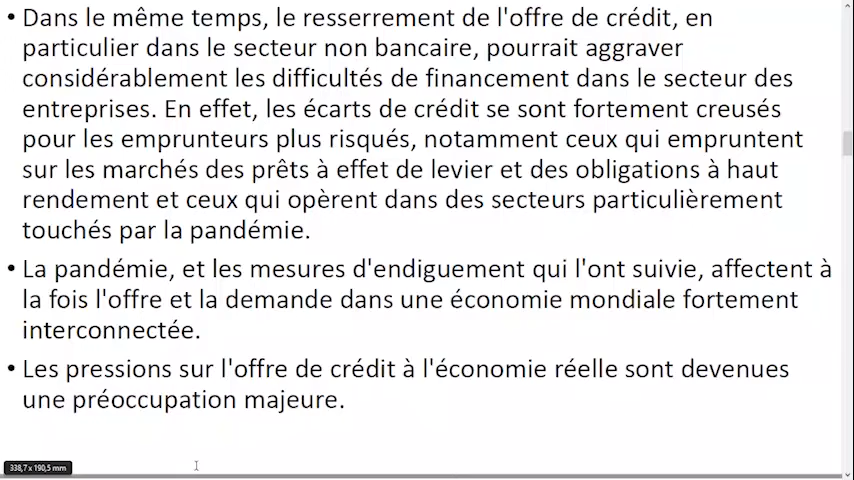 • Dans le même temps, le resserrement de l'offre de crédit, en
particulier dans le secteur non bancaire, pourrait aggraver
considérablement les difficultés de financement dans le secteur des
entreprises. En effet, les écarts de crédit se sont fortement creusés
pour les emprunteurs plus risqués, notamment ceux qui empruntent
sur les marchés des prêts à effet de levier et des obligations à haut
rendement et ceux qui opèrent dans des secteurs particulièrement
touchés par la pandémie.
• La pandémie, et les mesures d'endiguement qui l'ont suivie, affectent à
la fois l'offre et la demande dans une économie mondiale fortement
interconnectée.
• Les pressions sur l'offre de crédit à l'économie réelle sont devenues
une préoccupation majeure.
338,7 x 190,5 mm